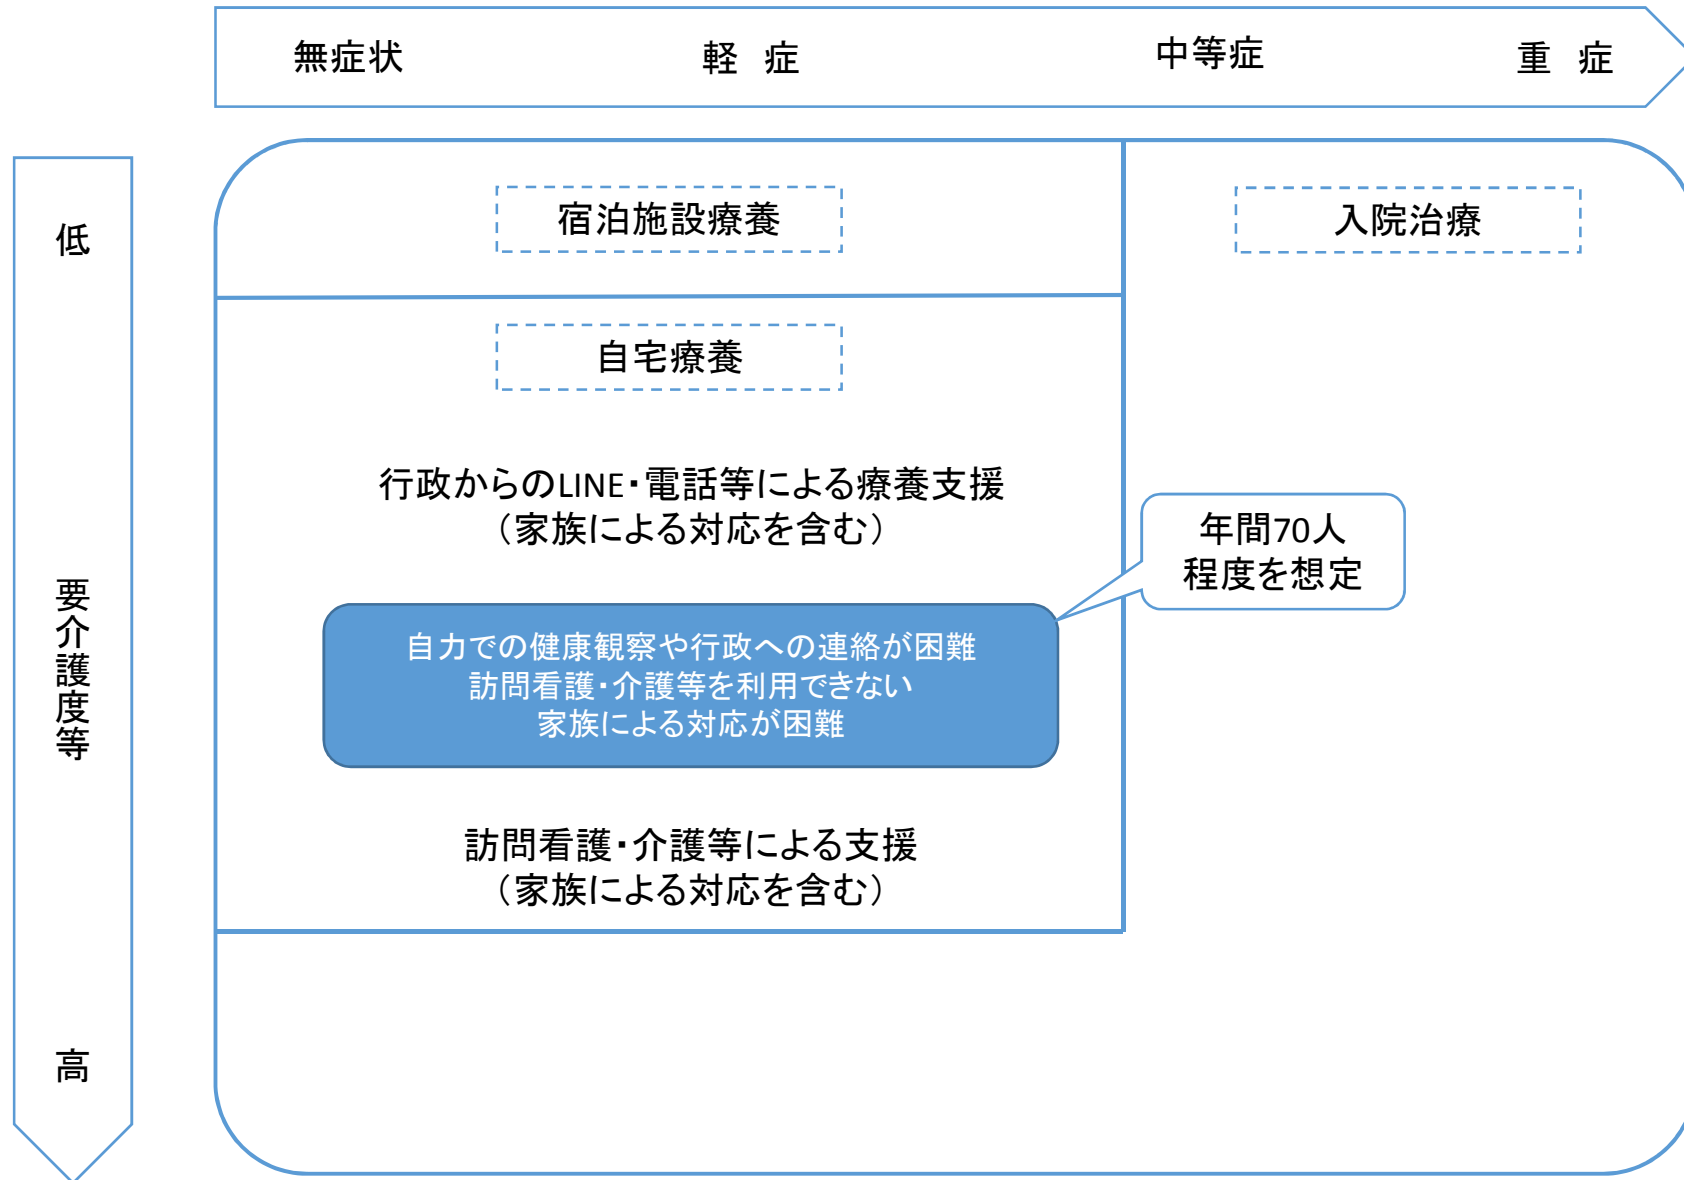 無症状 軽 症 中等症 重 症
低
要介護度等
高
宿泊施設療養
入院治療
自宅療養
行政からのLINE・電話等による療養支援
（家族による対応を含む）
年間70人
程度を想定
自力での健康観察や行政への連絡が困難
訪問看護・介護等を利用できない
家族による対応が困難
訪問看護・介護等による支援
（家族による対応を含む）